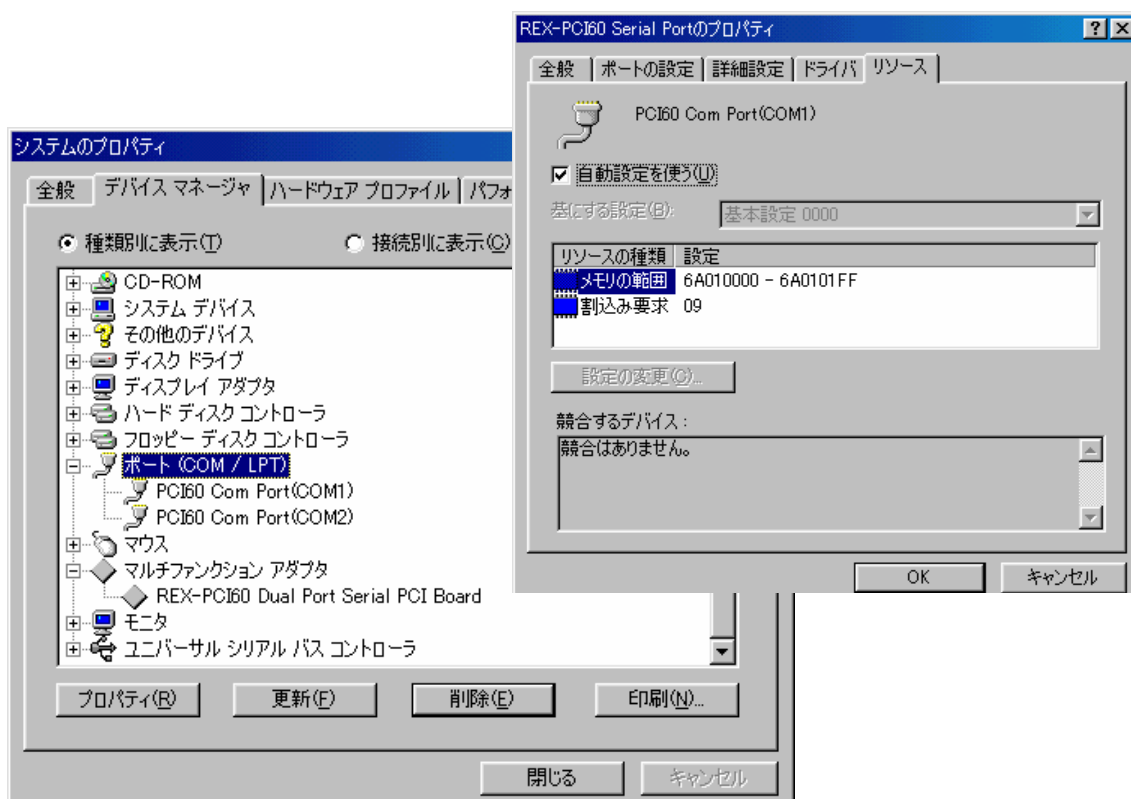 REX-PCI60 Serial Portのプロパティ
全般 ポートの設定 詳細設定 ドライバ リソース
PCI60 Com Port(COM1)
自動設定を使う(U)
基にする設定(B): 基本設定 0000
リソースの種類 設定
メモリの範囲 6A010000 - 6A0101FF
割込み要求 09
設定の変更(C)...
競合するデバイス:
競合はありません。
OK キャンセル
システムのプロパティ
全般 デバイス マネージャ ハードウェア プロファイル パフォ
種類別に表示(T) 接続別に表示(C)
CD-ROM
システム デバイス
その他のデバイス
ディスク ドライブ
ディスプレイ アダプタ
ハード ディスク コントローラ
フロッピー ディスク コントローラ
ポート (COM / LPT)
PCI60 Com Port(COM1)
PCI60 Com Port(COM2)
マウス
マルチファンクション アダプタ
REX-PCI60 Dual Port Serial PCI Board
モニタ
ユニバーサル シリアル バス コントローラ
プロパティ(R) 更新(F) 削除(E) 印刷(N)...
閉じる キャンセル